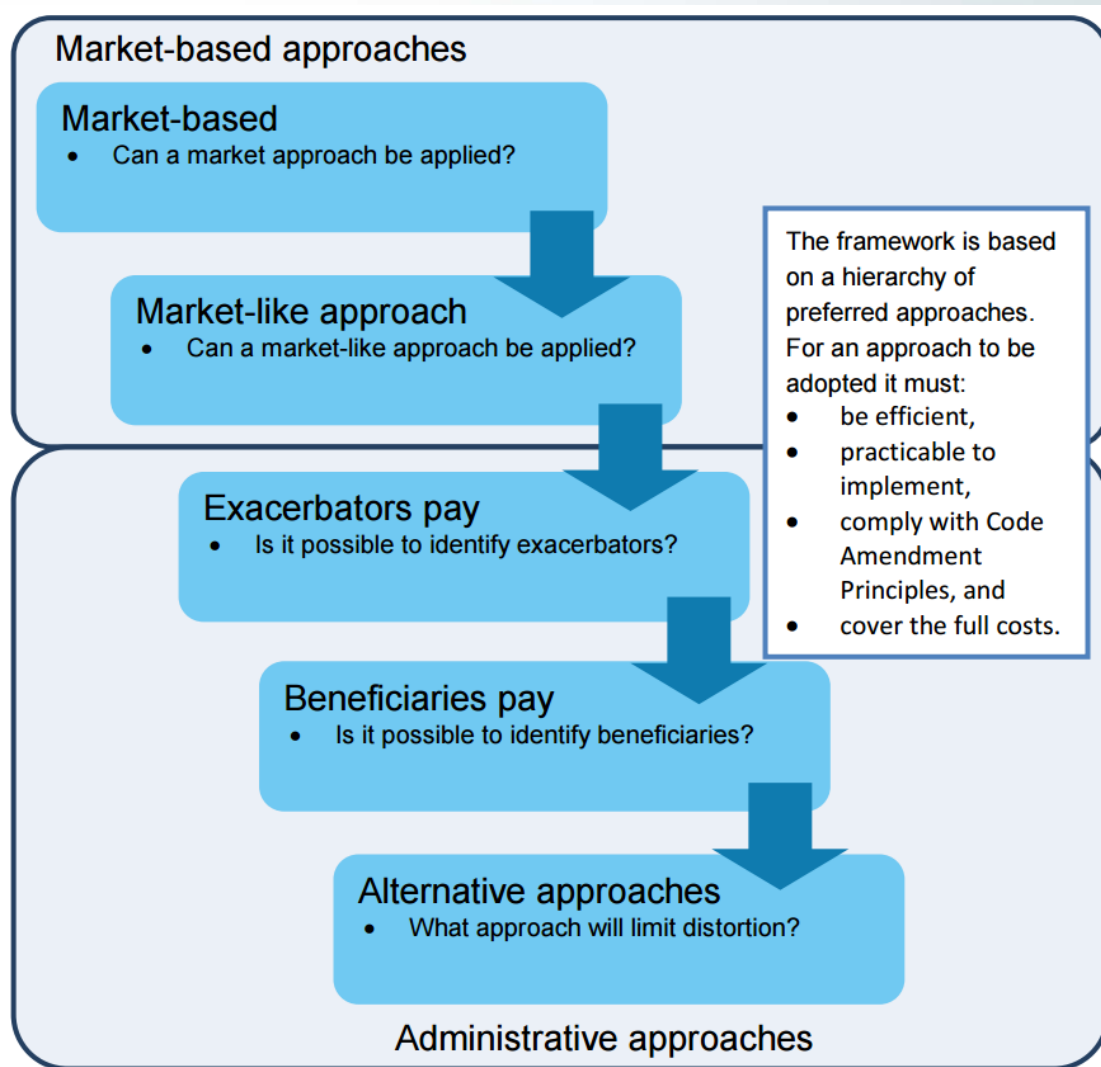 Market-based approaches
Market-based
• Can a market approach be applied?
Market-like approach
• Can a market-like approach be applied?
The framework is based
on a hierarchy of
preferred approaches.
For an approach to be
adopted it must:
• be efficient,
• practicable to
implement,
• comply with Code
Amendment
Principles, and
• cover the full costs.
Exacerbators pay
• Is it possible to identify exacerbators?
Beneficiaries pay
• Is it possible to identify beneficiaries?
Alternative approaches
• What approach will limit distortion?
Administrative approaches